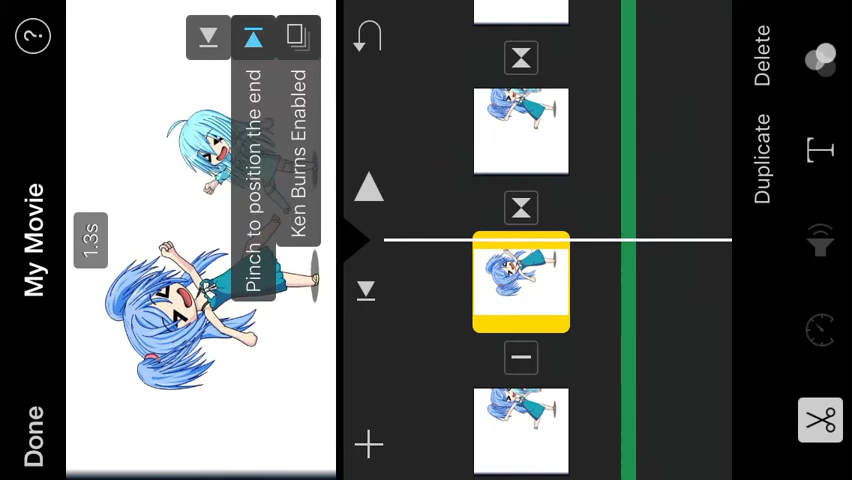 Done
My Movie
?
1.3s
Pinch to position the end
Ken Burns Enabled
Duplicate
Delete
T